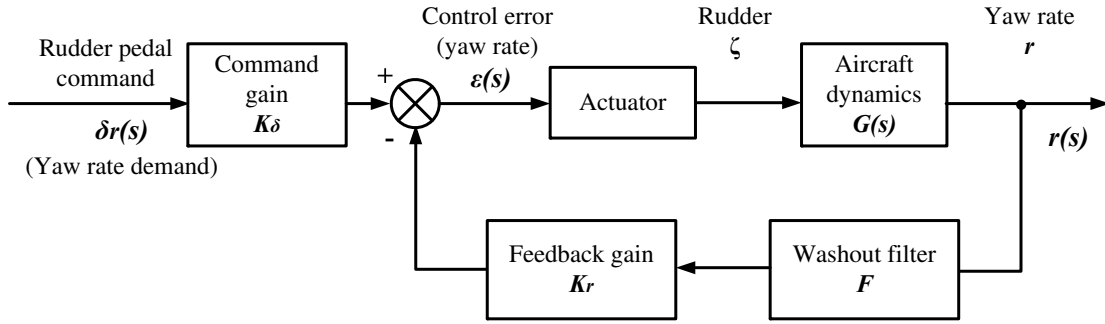 Rudder pedal
command
δr(s)
(Yaw rate demand)
Command
gain
Kδ
+
-
Control error
(yaw rate)
ε(s)
Actuator
Rudder
ζ
Aircraft
dynamics
G(s)
Yaw rate
r
r(s)
Feedback gain
Kr
Washout filter
F